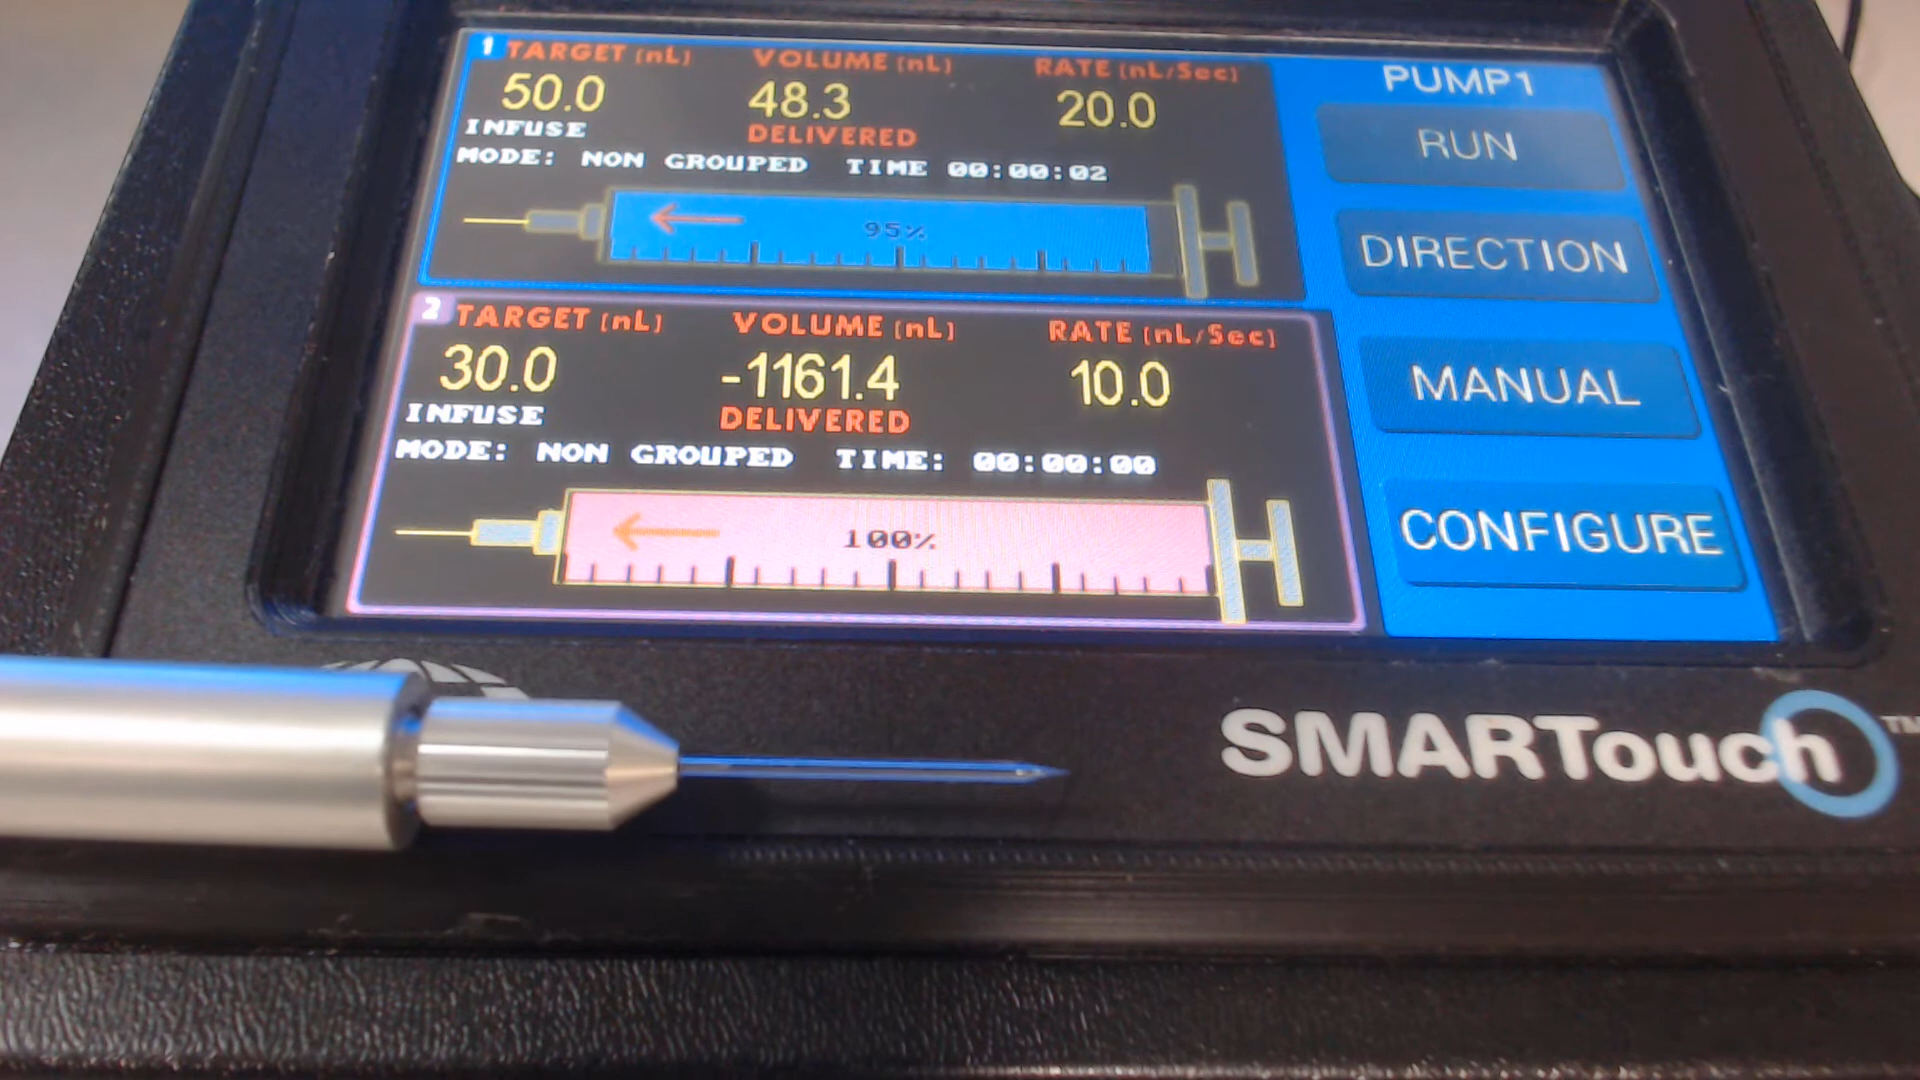 1 TARGET (nL) VOLUME (nL) RATE (nL/Sec)
50.0 48.3 20.0
INFUSE DELIVERED
MODE: NON GROUPED TIME 00:00:02
95%
2 TARGET (nL) VOLUME (nL) RATE (nL/Sec)
30.0 -1161.4 10.0
INFUSE DELIVERED
MODE: NON GROUPED TIME: 00:00:00
100%
PUMP1
RUN
DIRECTION
MANUAL
CONFIGURE
SMARTouch™